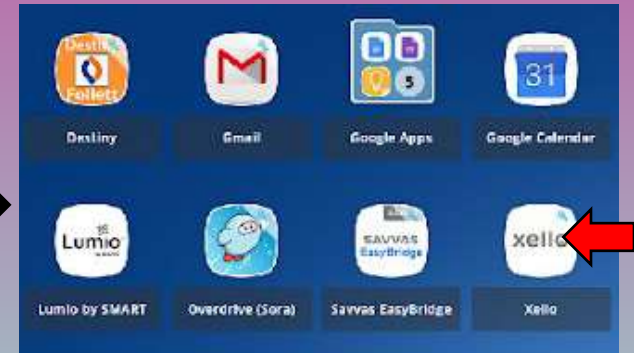 Destiny
Follett
M
5
31
Destiny
Gmail
Google Apps
Google Calendar
Lumio
SAVVAS
EasyBridge
xello
Lumio by SMART
Overdrive (Sora)
Savvas EasyBridge
Xello